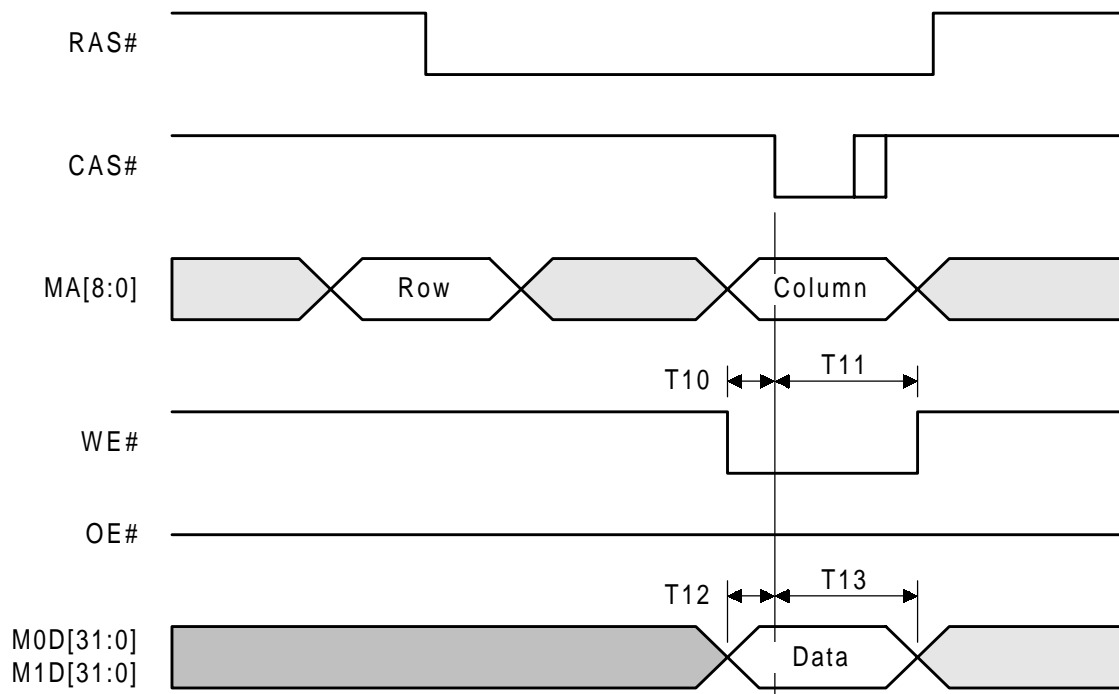 RAS#
CAS#
MA[8:0] Row Column
T10 T11
WE#
OE#
T12 T13
M0D[31:0]
M1D[31:0] Data